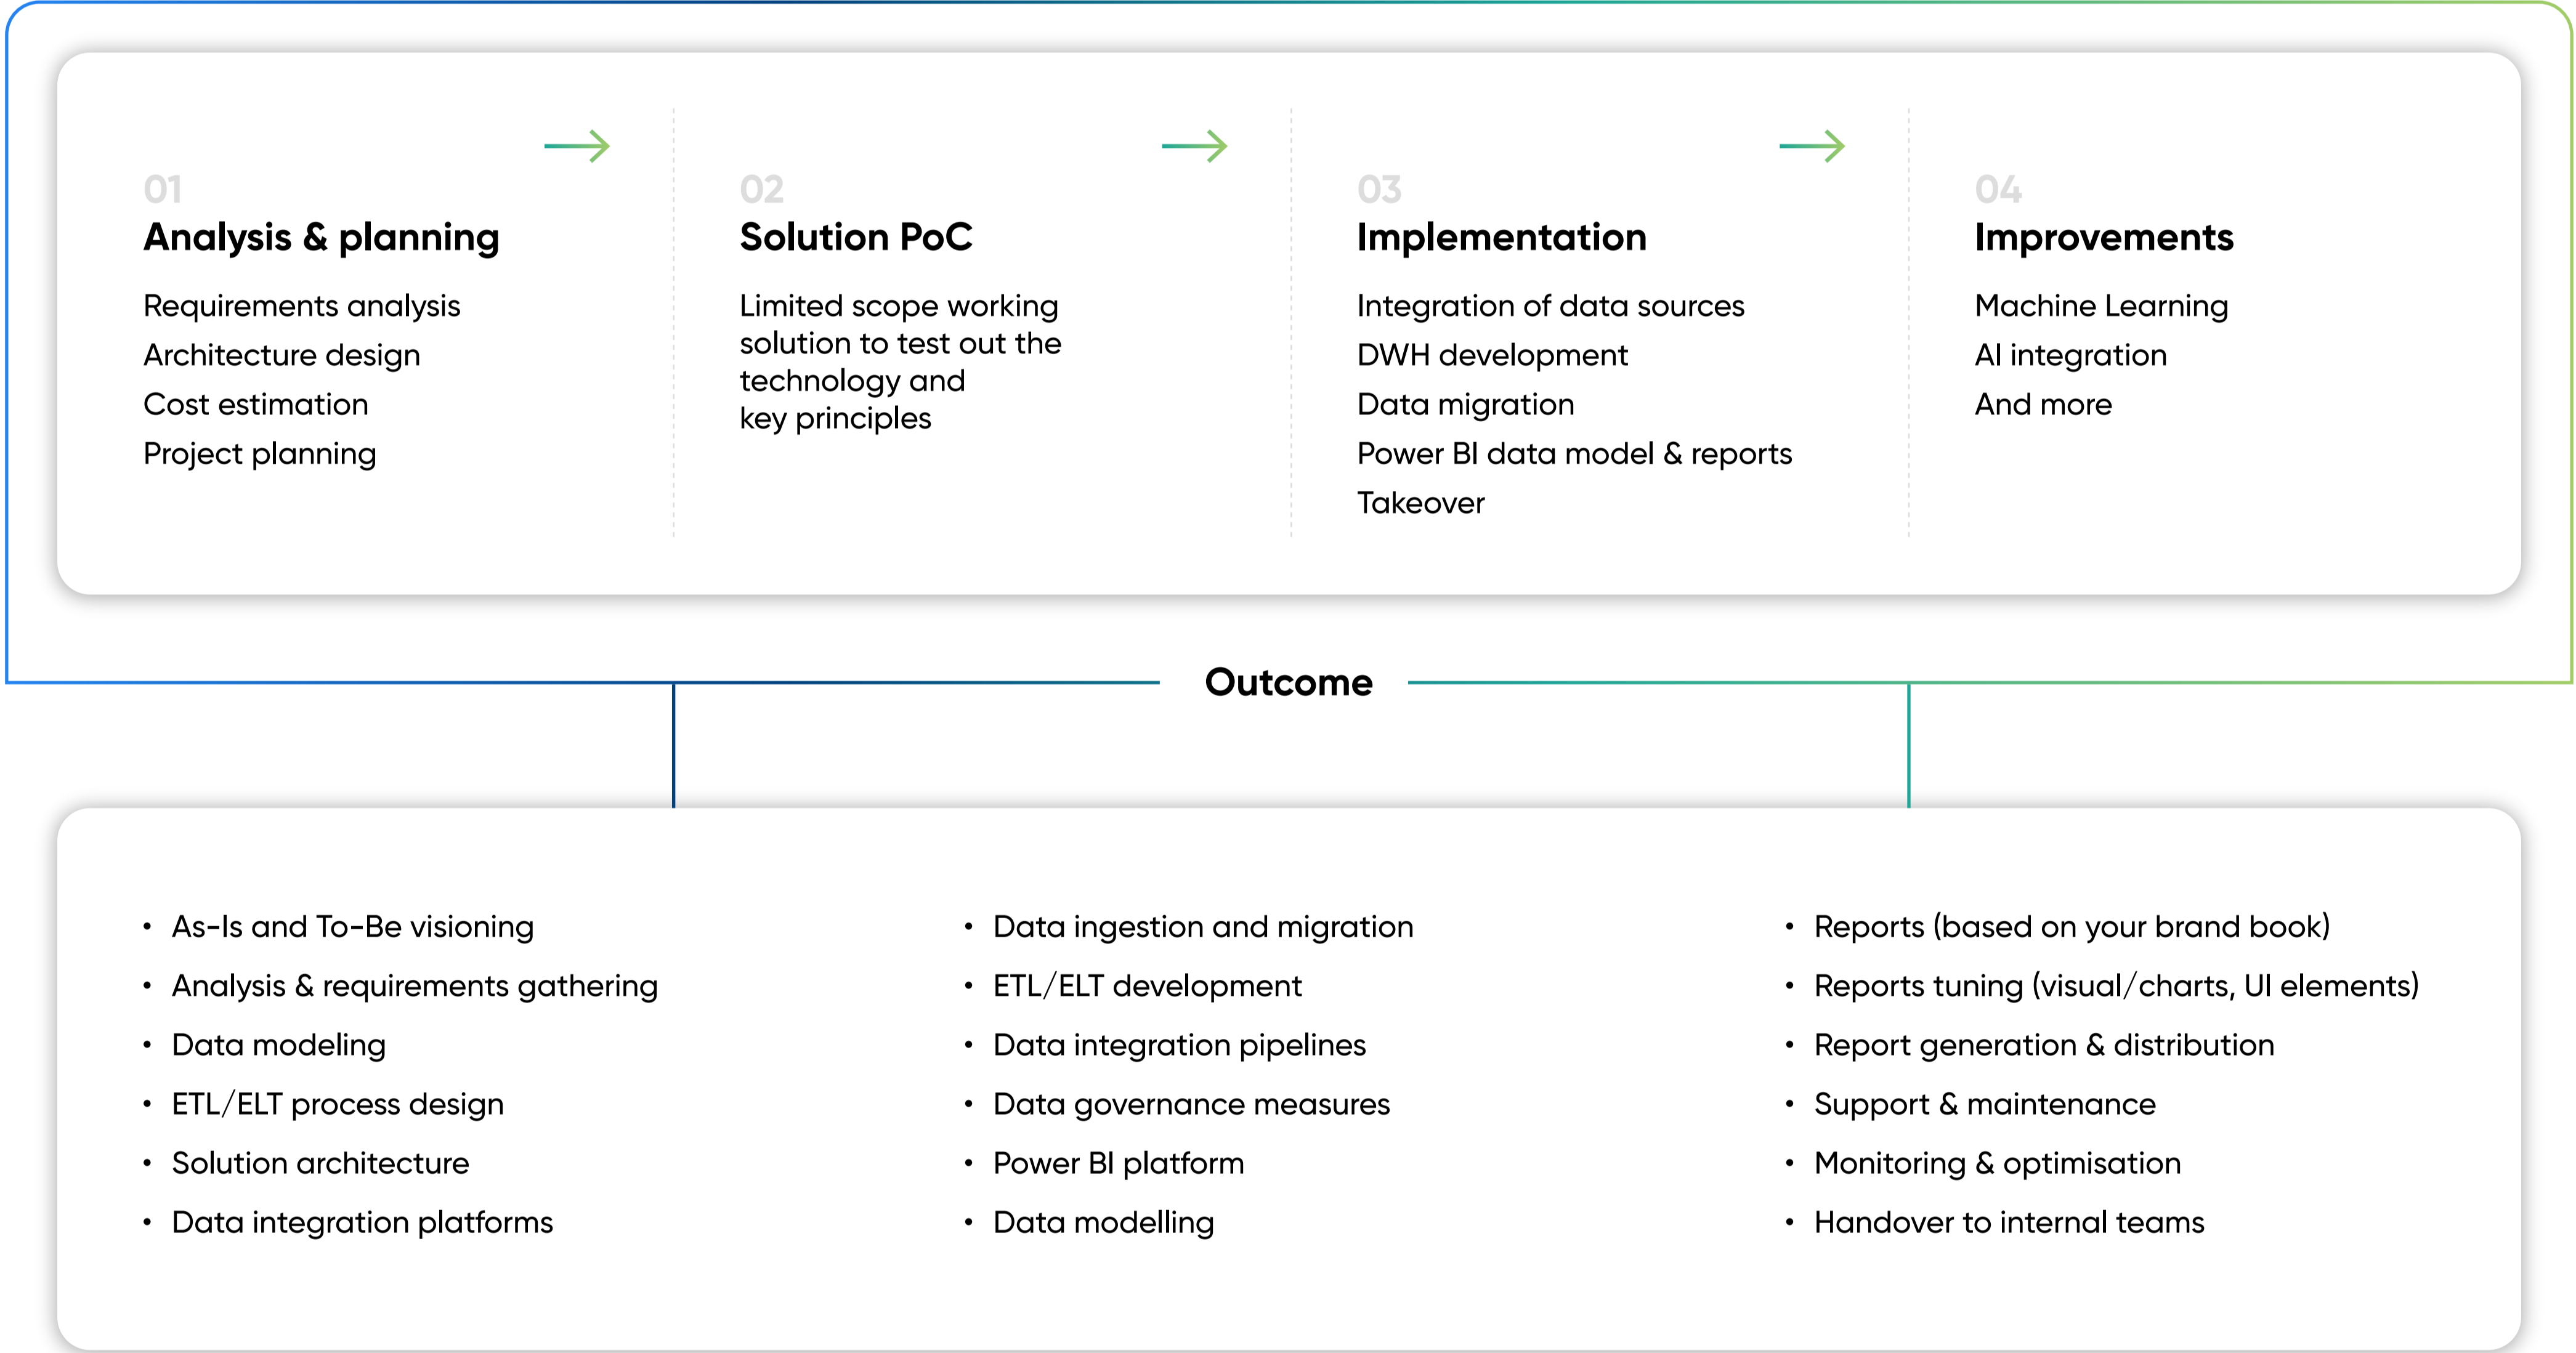 01
Analysis & planning
Requirements analysis
Architecture design
Cost estimation
Project planning
02
Solution PoC
Limited scope working
solution to test out the
technology and
key principles
03
Implementation
Integration of data sources
DWH development
Data migration
Power BI data model & reports
Takeover
04
Improvements
Machine Learning
AI integration
And more
Outcome
• As-Is and To-Be visioning
• Analysis & requirements gathering
• Data modeling
• ETL/ELT process design
• Solution architecture
• Data integration platforms
• Data ingestion and migration
• ETL/ELT development
• Data integration pipelines
• Data governance measures
• Power BI platform
• Data modelling
• Reports (based on your brand book)
• Reports tuning (visual/charts, UI elements)
• Report generation & distribution
• Support & maintenance
• Monitoring & optimisation
• Handover to internal teams